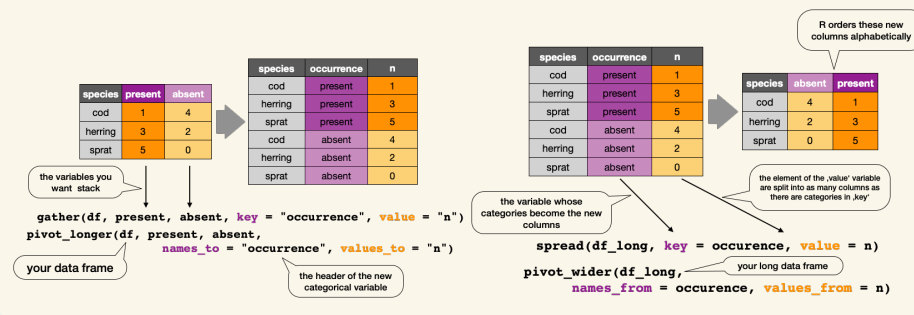 species present absent
cod 1 4
herring 3 2
sprat 5 0
species occurrence n
cod present 1
herring present 3
sprat present 5
cod absent 4
herring absent 2
sprat absent 0
the variables you
want stack
gather(df, present, absent, key = "occurrence", value = "n")
pivot_longer(df, present, absent,
names_to = "occurrence", values_to = "n")
your data frame
the header of the new
categorical variable
R orders these new
columns alphabetically
species occurrence n
cod present 1
herring present 3
sprat present 5
cod absent 4
herring absent 2
sprat absent 0
species absent present
cod 4 1
herring 2 3
sprat 0 5
the variable whose
categories become the new
columns
the element of the ‚value' variable
are split into as many columns as
there are categories in ‚key'
spread(df_long, key = occurence, value = n)
pivot_wider(df_long,
your long data frame
names_from = occurence, values_from = n)